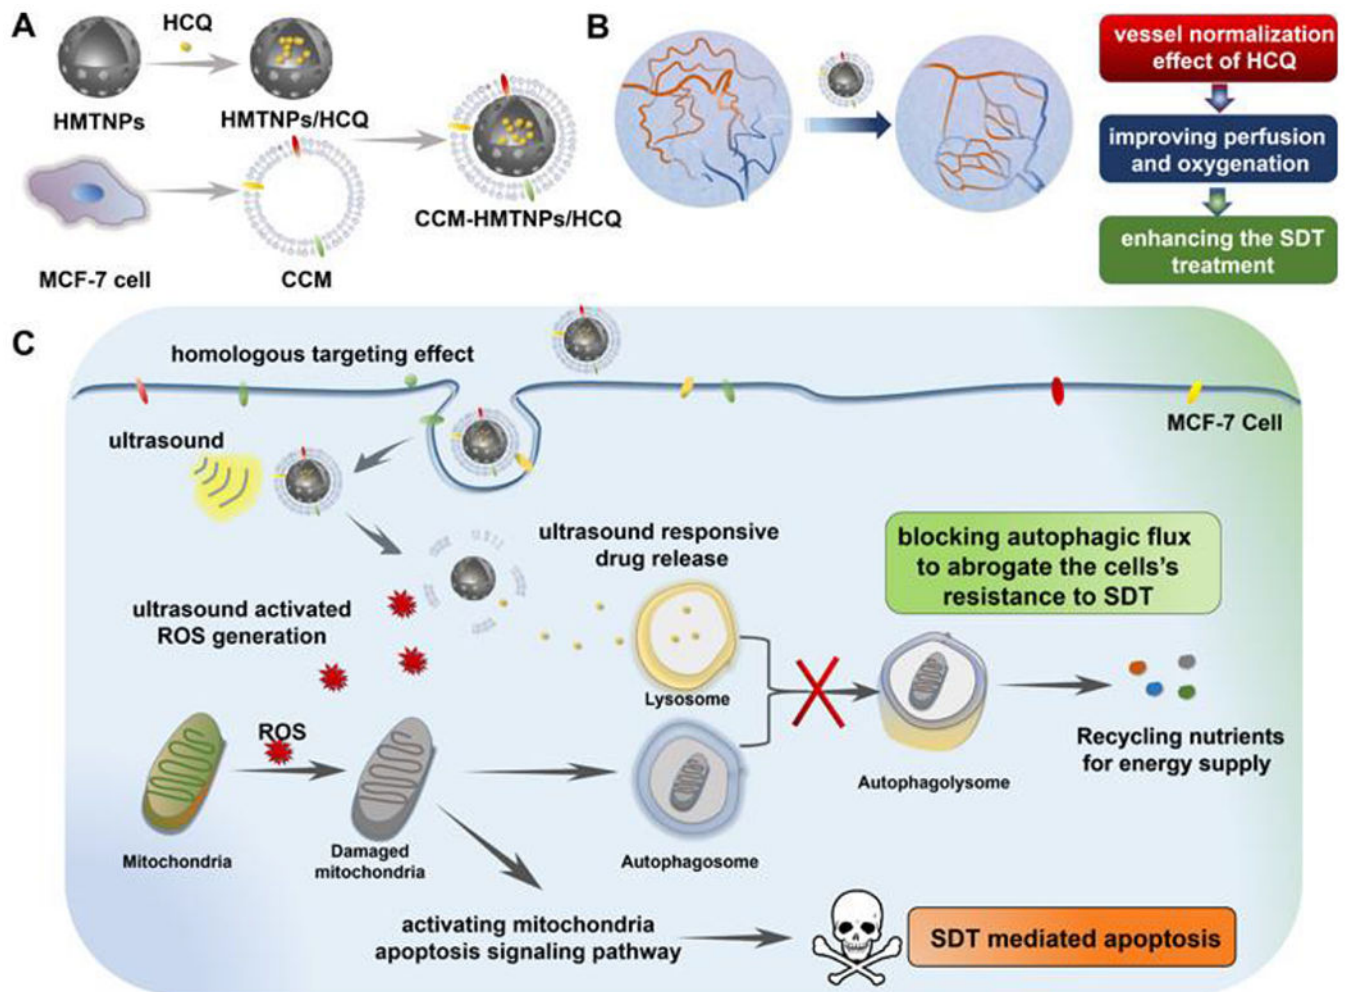 A
HCQ
HMTNPs
HMTNPs/HCQ
CCM-HMTNPs/HCQ
MCF-7 cell
CCM
B
vessel normalization
effect of HCQ
improving perfusion
and oxygenation
enhancing the SDT
treatment
C
homologous targeting effect
MCF-7 Cell
ultrasound
ultrasound responsive
drug release
blocking autophagic flux
to abrogate the cells's
resistance to SDT
ultrasound activated
ROS generation
Lysosome
ROS
Recycling nutrients
for energy supply
Autophagolysome
Mitochondria
Damaged
mitochondria
Autophagosome
activating mitochondria
apoptosis signaling pathway
SDT mediated apoptosis